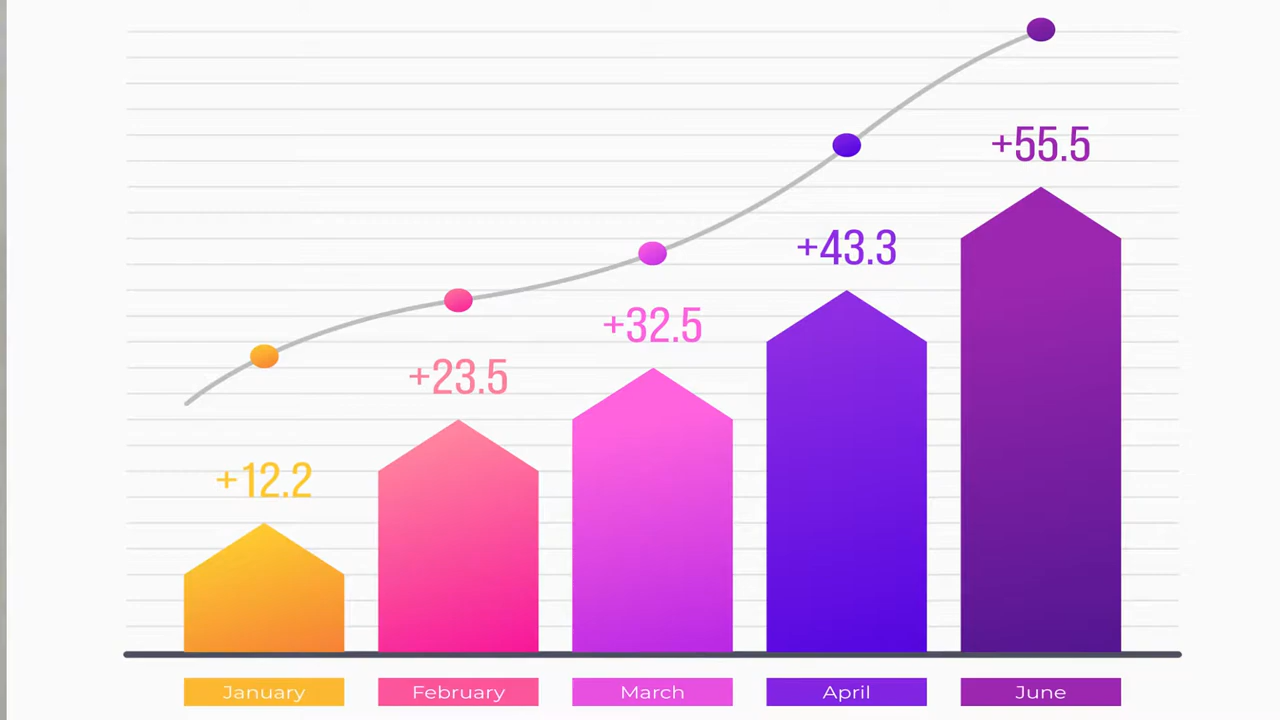 +55.5
+43.3
+32.5
+23.5
+12.2
January
February
March
April
June